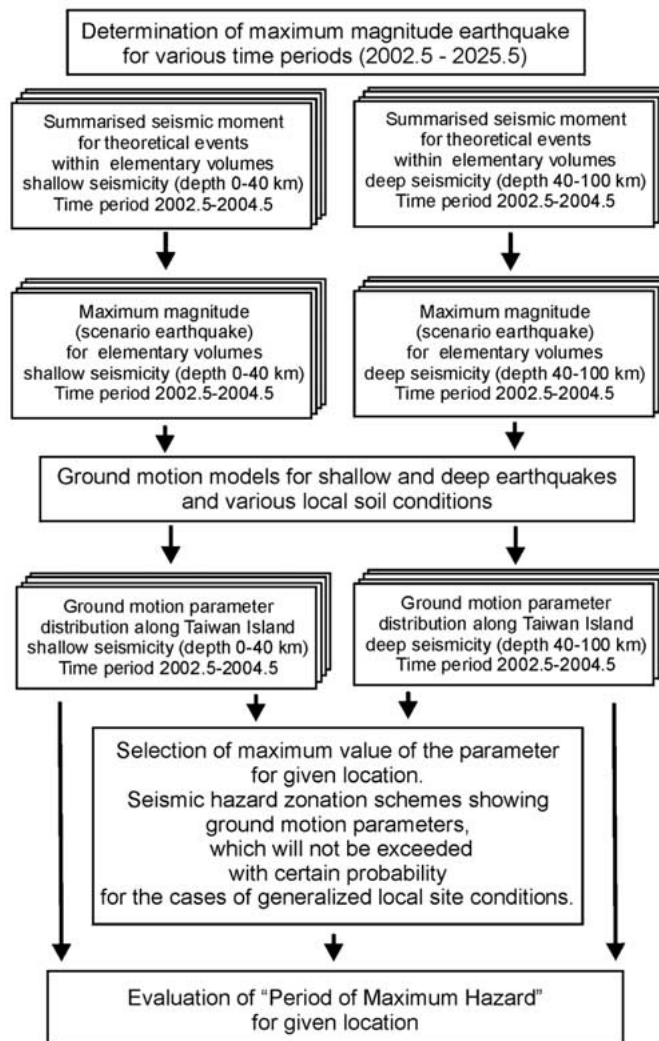 Determination of maximum magnitude earthquake
for various time periods (2002.5 - 2025.5)
Summarised seismic moment
for theoretical events
within elementary volumes
shallow seismicity (depth 0-40 km)
Time period 2002.5-2004.5
Summarised seismic moment
for theoretical events
within elementary volumes
deep seismicity (depth 40-100 km)
Time period 2002.5-2004.5
Maximum magnitude
(scenario earthquake)
for elementary volumes
shallow seismicity (depth 0-40 km)
Time period 2002.5-2004.5
Maximum magnitude
(scenario earthquake)
for elementary volumes
deep seismicity (depth 40-100 km)
Time period 2002.5-2004.5
Ground motion models for shallow and deep earthquakes
and various local soil conditions
Ground motion parameter
distribution along Taiwan Island
shallow seismicity (depth 0-40 km)
Time period 2002.5-2004.5
Ground motion parameter
distribution along Taiwan Island
deep seismicity (depth 40-100 km)
Time period 2002.5-2004.5
Selection of maximum value of the parameter
for given location.
Seismic hazard zonation schemes showing
ground motion parameters,
which will not be exceeded
with certain probability
for the cases of generalized local site conditions.
Evaluation of “Period of Maximum Hazard”
for given location